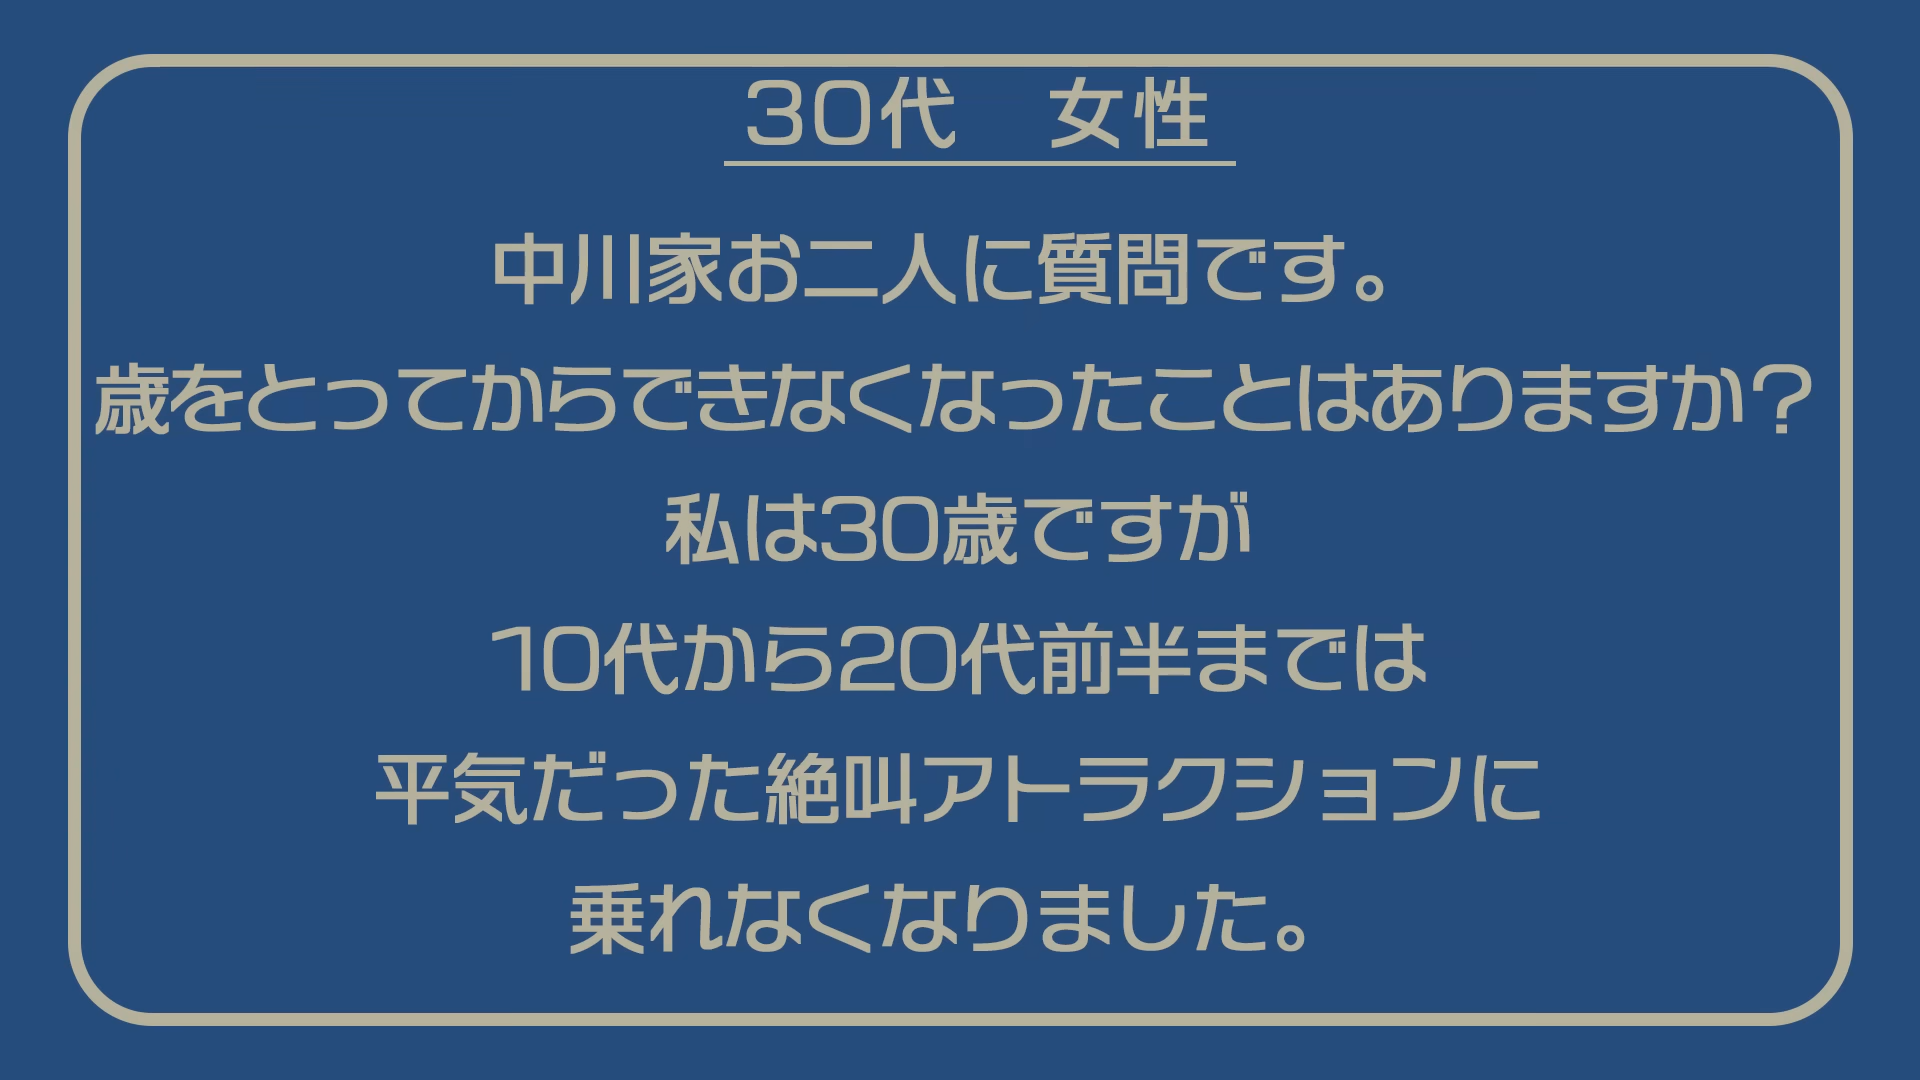 30代　女性
中川家お二人に質問です。
歳をとってからできなくなったことはありますか？
私は30歳ですが
10代から20代前半までは
平気だった絶叫アトラクションに
乗れなくなりました。